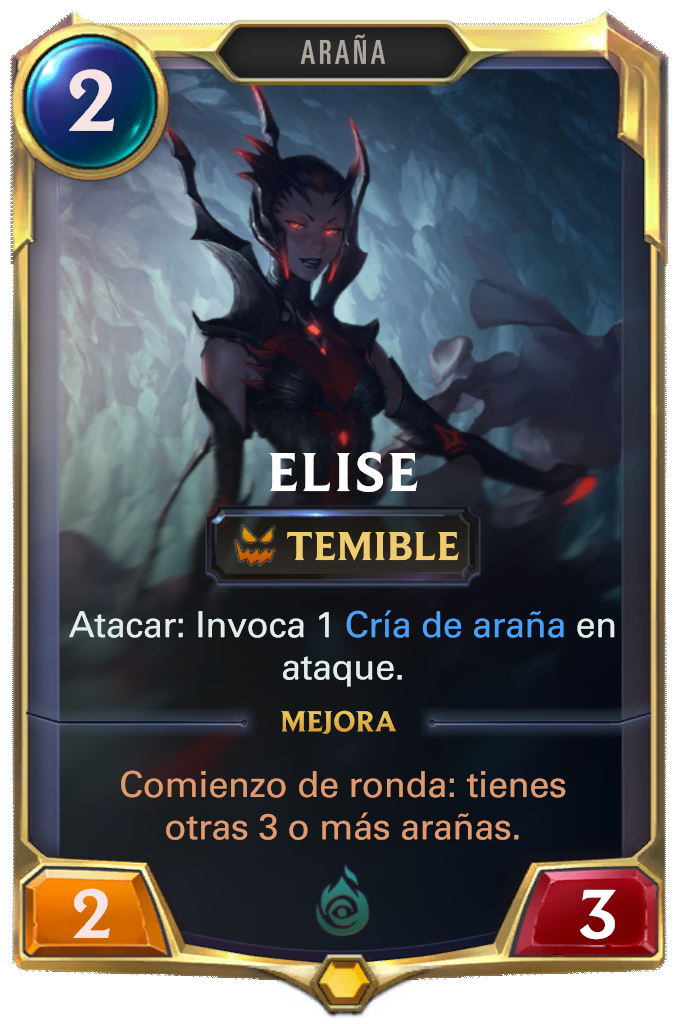 ARAÑA
2
ELISE
TEMIBLE
Atacar: Invoca 1 Cría de araña en
ataque.
MEJORA
Comienzo de ronda: tienes
otras 3 o más arañas.
2
3